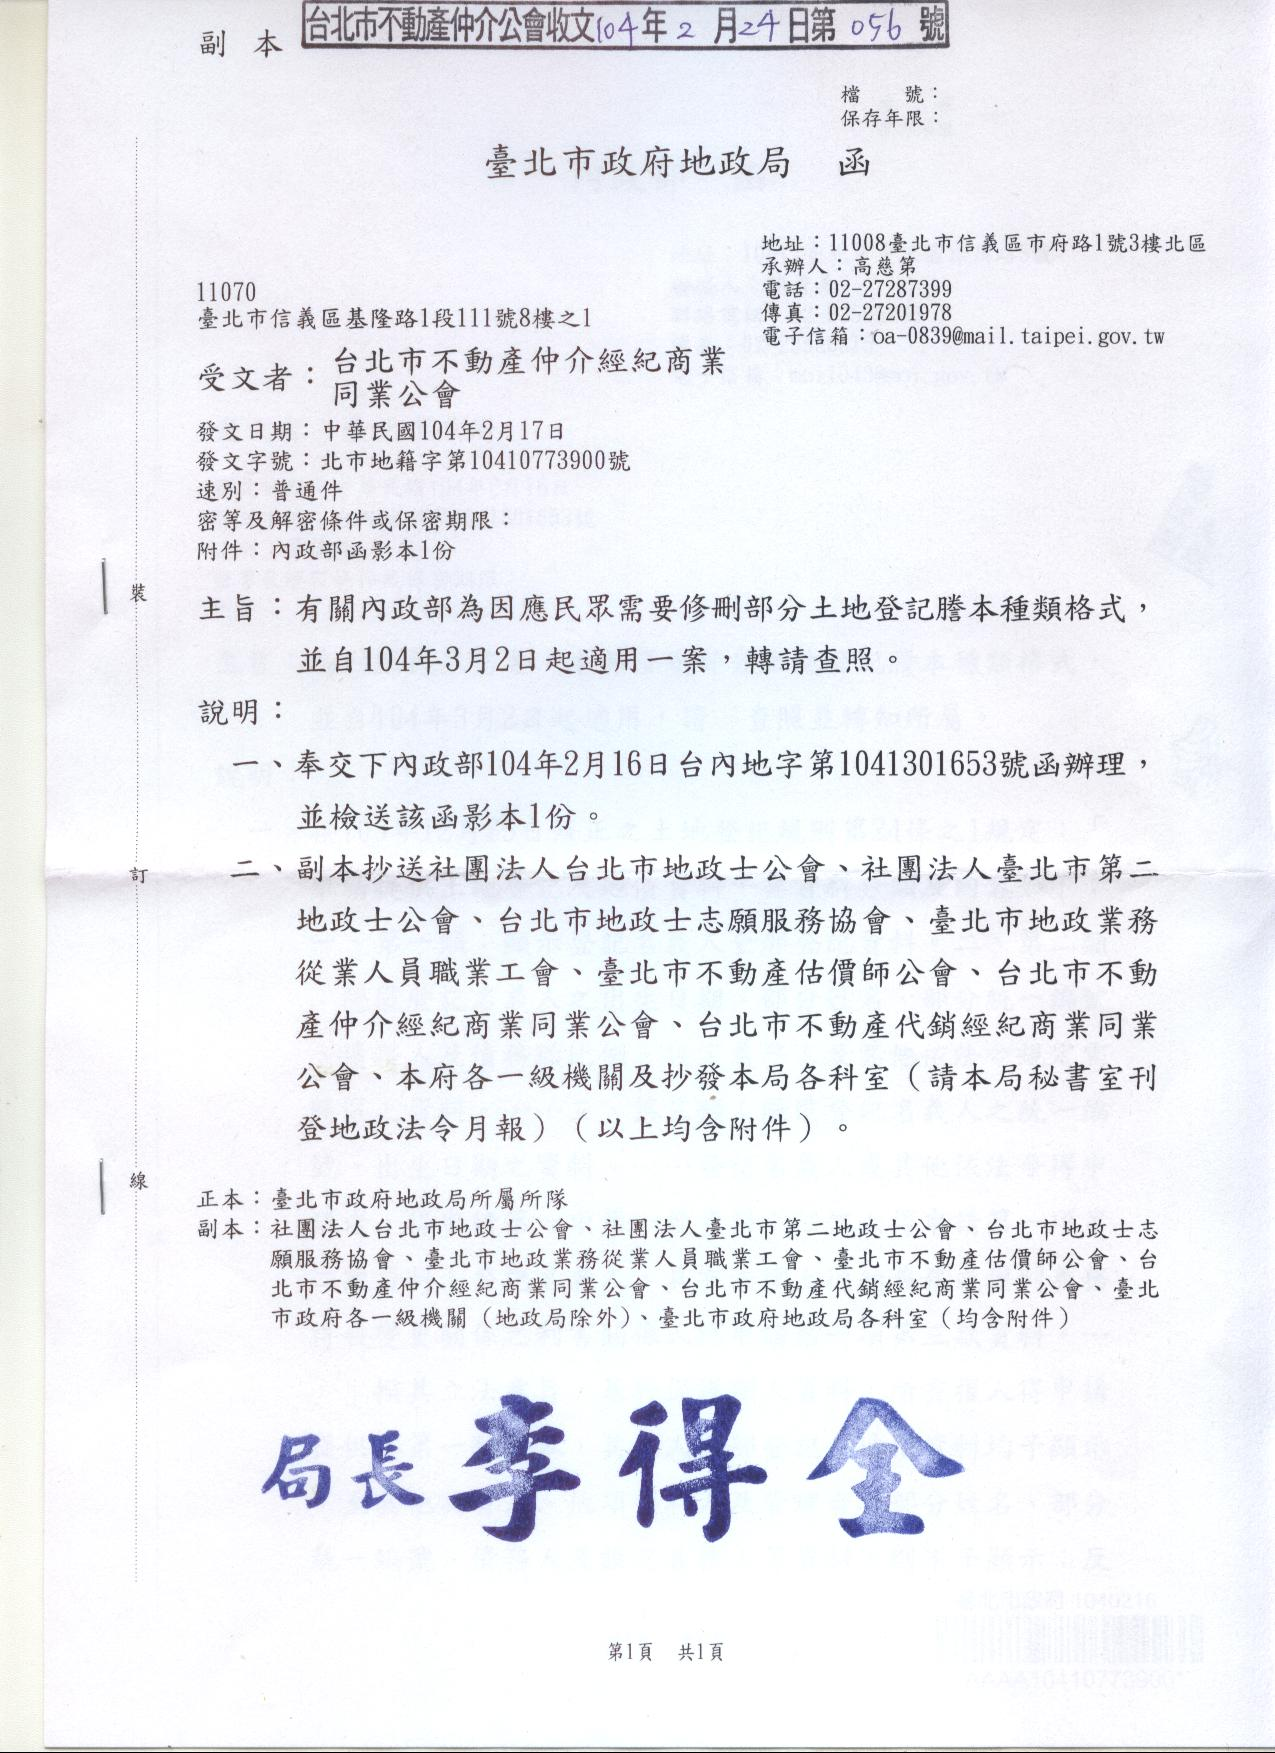 台北市不動產仲介公會收文104年2月24日第056號
副本
檔號：
保存年限：
臺北市政府地政局 函
地址：11008臺北市信義區市府路1號3樓北區
承辦人：高慈第
電話：02-27287399
傳真：02-27201978
電子信箱：oa-0839@mail.taipei.gov.tw
11070
臺北市信義區基隆路1段111號8樓之1
受文者：台北市不動產仲介經紀商業
同業公會
發文日期：中華民國104年2月17日
發文字號：北市地籍字第10410773900號
速別：普通件
密等及解密條件或保密期限：
附件：內政部函影本1份
主旨：有關內政部為因應民眾需要修刪部分土地登記謄本種類格式，
並自104年3月2日起適用一案，轉請查照。
說明：
一、奉交下內政部104年2月16日台內地字第1041301653號函辦理，
並檢送該函影本1份。
二、副本抄送社團法人台北市地政士公會、社團法人臺北市第二
地政士公會、台北市地政士志願服務協會、臺北市地政業務
從業人員職業工會、臺北市不動產估價師公會、台北市不動
產仲介經紀商業同業公會、台北市不動產代銷經紀商業同業
公會、本府各一級機關及抄發本局各科室（請本局秘書室刊
登地政法令月報）（以上均含附件）。
正本：臺北市政府地政局所屬所隊
副本：社團法人台北市地政士公會、社團法人臺北市第二地政士公會、台北市地政士志
願服務協會、臺北市地政業務從業人員職業工會、臺北市不動產估價師公會、台
北市不動產仲介經紀商業同業公會、台北市不動產代銷經紀商業同業公會、臺北
市政府各一級機關（地政局除外）、臺北市政府地政局各科室（均含附件）
裝
訂
線
局長 李得全
第1頁 共1頁